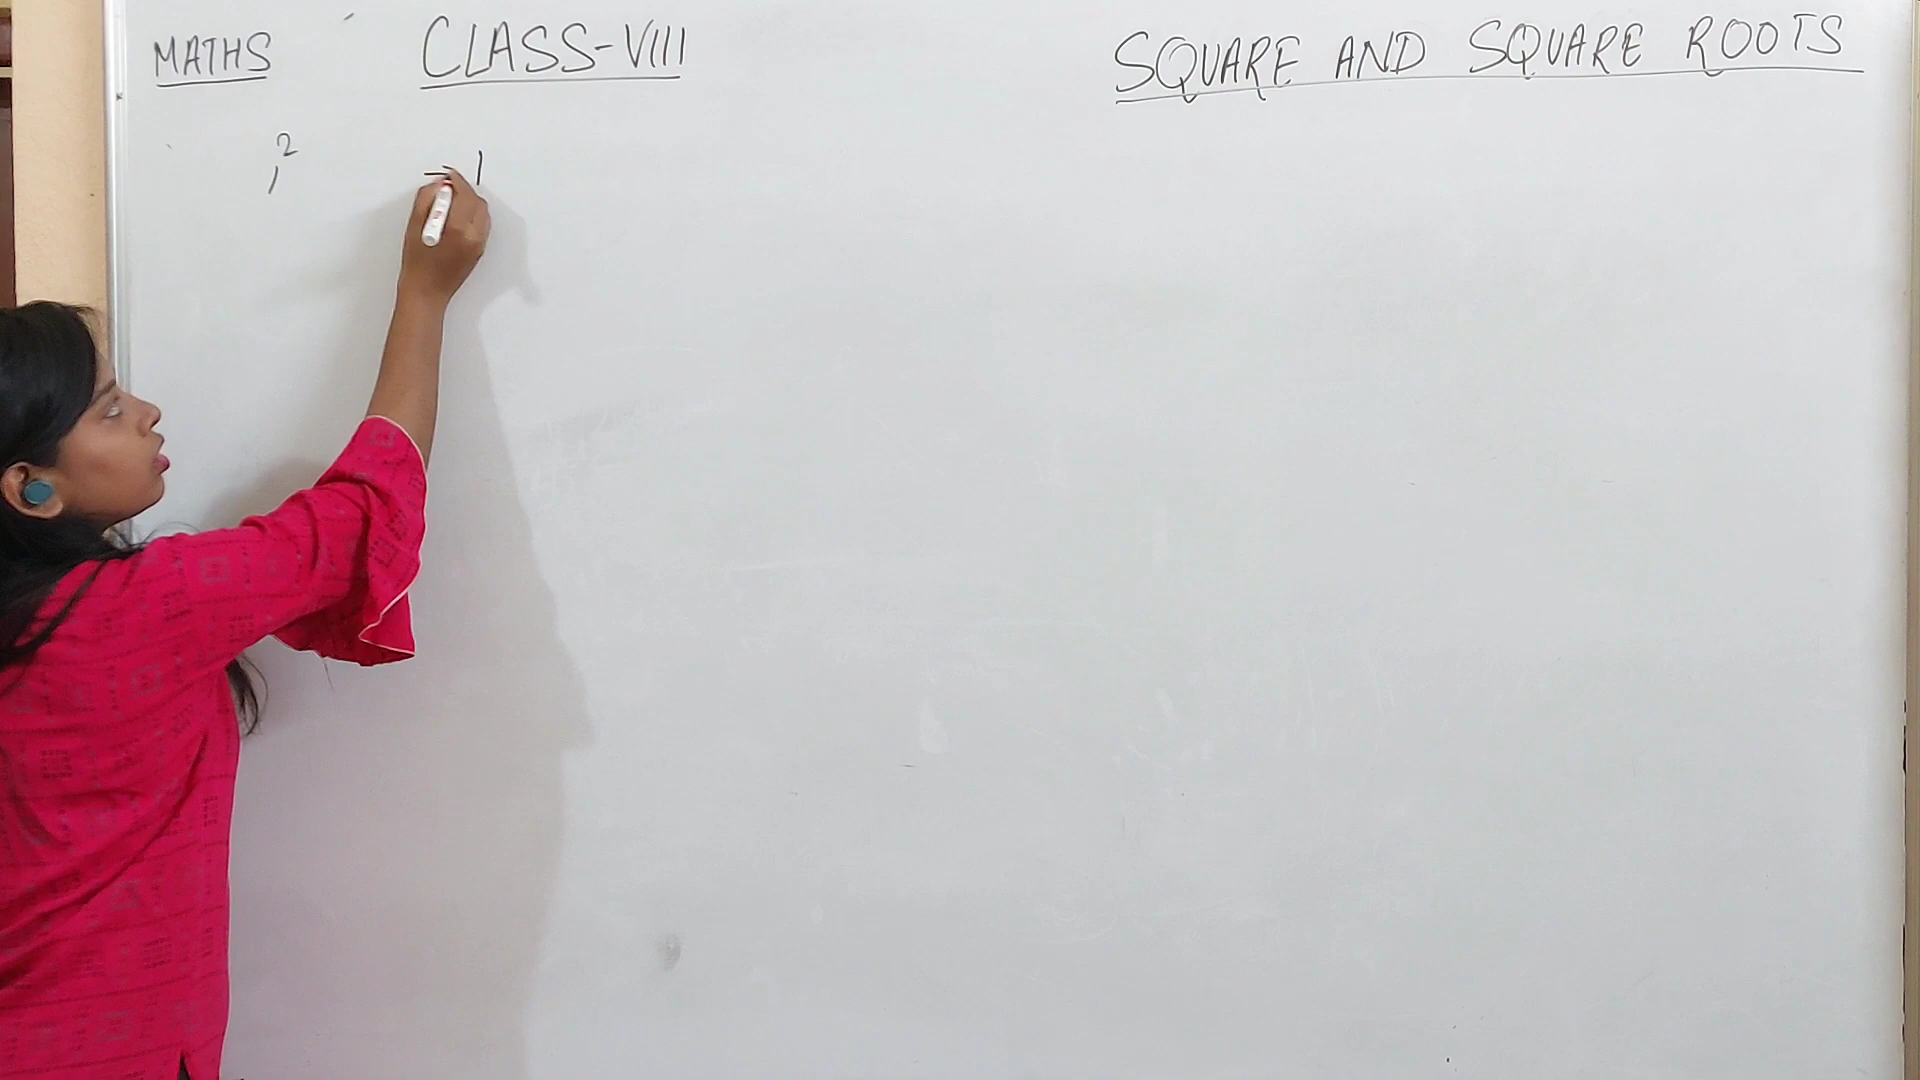 MATHS CLASS-VIII SQUARE AND SQUARE ROOTS
1² = 1